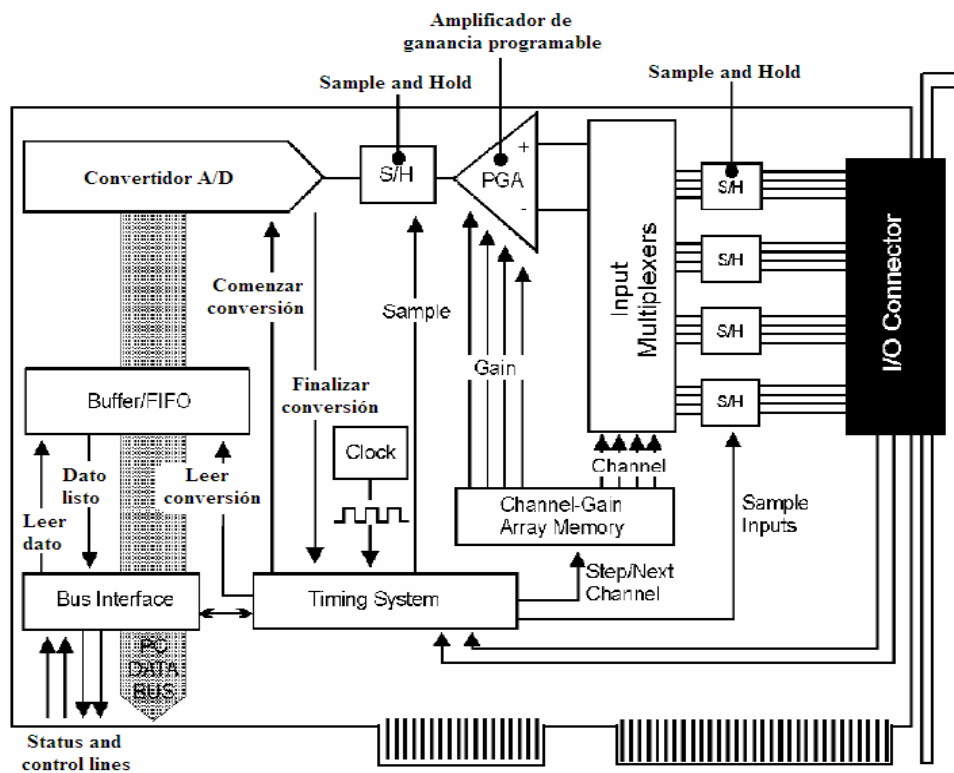 Amplificador de
ganancia programable
Sample and Hold
Sample and Hold
Convertidor A/D
S/H
PGA
+
-
Input
Multiplexers
S/H
S/H
S/H
S/H
I/O Connector
Comenzar
conversión
Sample
Gain
Finalizar
conversión
Buffer/FIFO
Clock
Channel
Dato
listo
Leer
conversión
Leer
dato
Channel-Gain
Array Memory
Sample
Inputs
Step/Next
Channel
Bus Interface
Timing System
PC
DATA
BUS
Status and
control lines